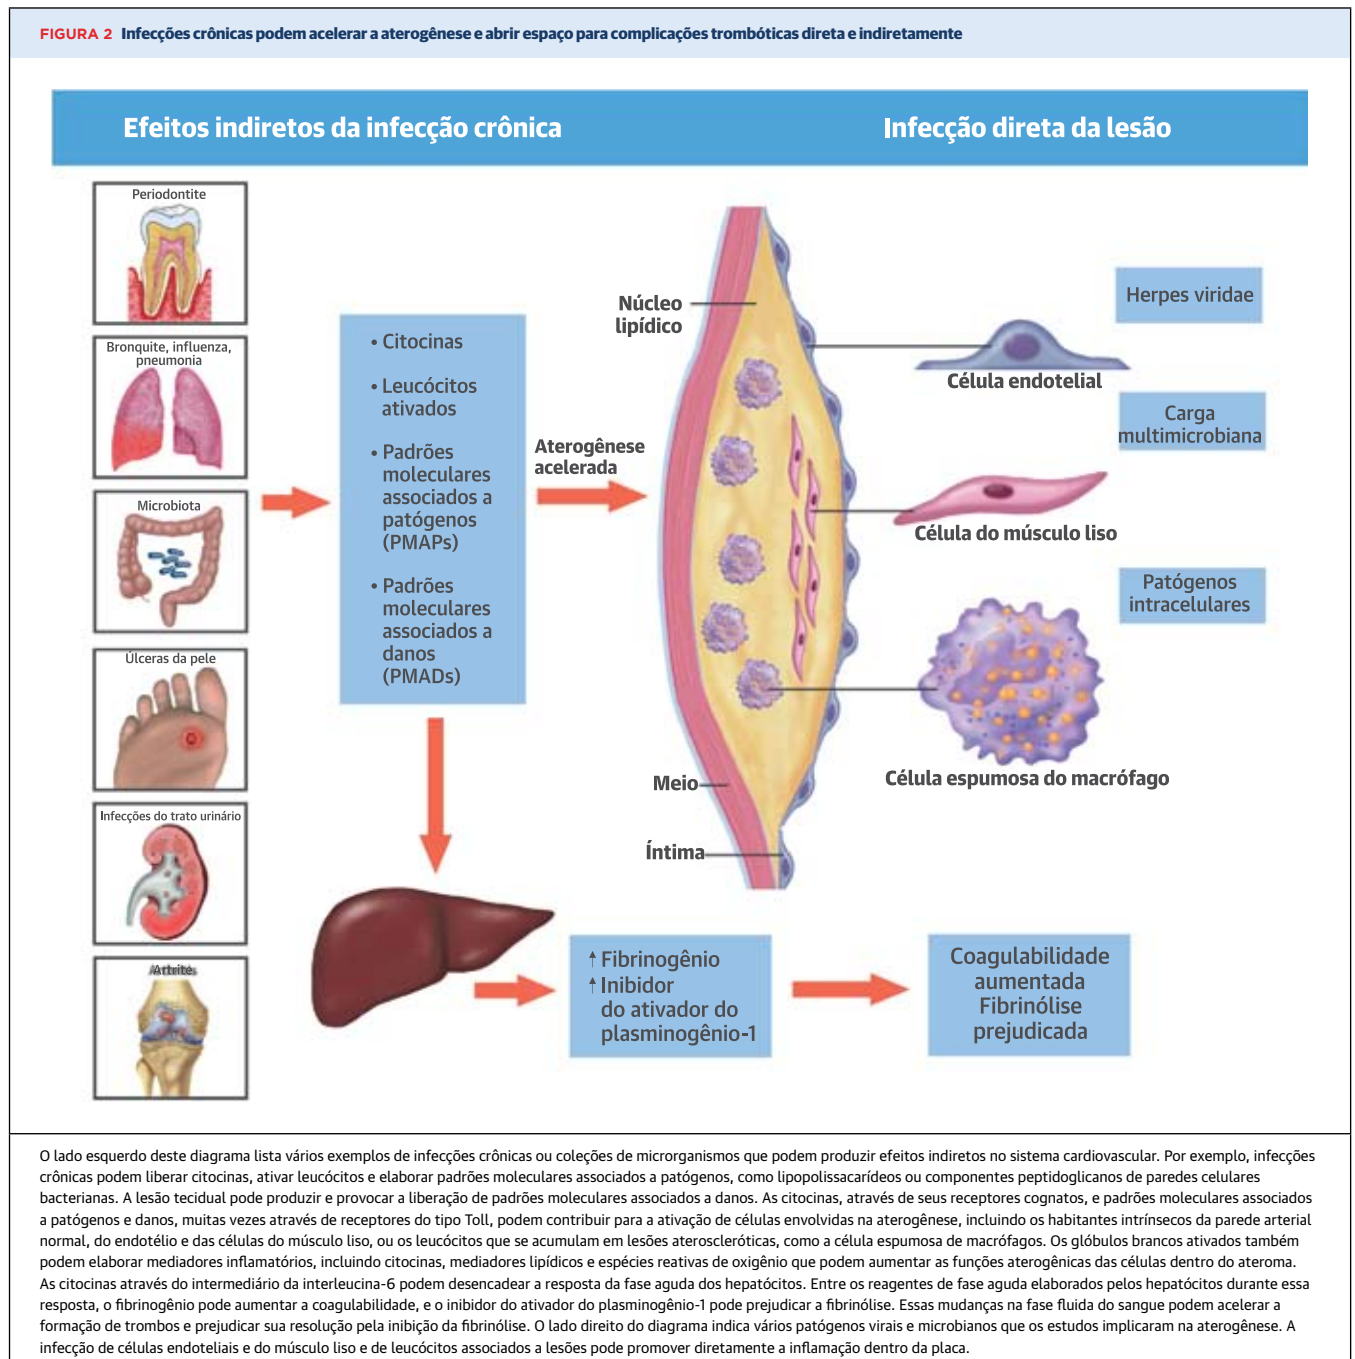 FIGURA 2 Infecções crônicas podem acelerar a aterogênese e abrir espaço para complicações trombóticas direta e indiretamente
Efeitos indiretos da infecção crônica
Infecção direta da lesão
Periodontite
Bronquite, influenza,
pneumonia
Microbiota
Úlceras da pele
Infecções do trato urinário
Artrite
• Citocinas
• Leucócitos
ativados
• Padrões
moleculares
associados a
patógenos
(PMAPs)
• Padrões
moleculares
associados a
danos
(PMADs)
Aterogênese
acelerada
Núcleo
lipídico
Meio
Íntima
Herpes viridae
Célula endotelial
Carga
multimicrobiana
Célula do músculo liso
Patógenos
intracelulares
Célula espumosa do macrófago
↑ Fibrinogênio
↑ Inibidor
do ativador do
plasminogênio-1
Coagulabilidade
aumentada
Fibrinólise
prejudicada
O lado esquerdo deste diagrama lista vários exemplos de infecções crônicas ou coleções de microrganismos que podem produzir efeitos indiretos no sistema cardiovascular. Por exemplo, infecções
crônicas podem liberar citocinas, ativar leucócitos e elaborar padrões moleculares associados a patógenos, como lipopolissacarídeos ou componentes peptidoglicanos de paredes celulares
bacterianas. A lesão tecidual pode produzir e provocar a liberação de padrões moleculares associados a danos. As citocinas, através de seus receptores cognatos, e padrões moleculares associados
a patógenos e danos, muitas vezes através de receptores do tipo Toll, podem contribuir para a ativação de células envolvidas na aterogênese, incluindo os habitantes intrínsecos da parede arterial
normal, do endotélio e das células do músculo liso, ou os leucócitos que se acumulam em lesões ateroscleróticas, como a célula espumosa de macrófagos. Os glóbulos brancos ativados também
podem elaborar mediadores inflamatórios, incluindo citocinas, mediadores lipídicos e espécies reativas de oxigênio que podem aumentar as funções aterogênicas das células dentro do ateroma.
As citocinas através do intermediário da interleucina-6 podem desencadear a resposta da fase aguda dos hepatócitos. Entre os reagentes de fase aguda elaborados pelos hepatócitos durante essa
resposta, o fibrinogênio pode aumentar a coagulabilidade, e o inibidor do ativador do plasminogênio-1 pode prejudicar a fibrinólise. Essas mudanças na fase fluida do sangue podem acelerar a
formação de trombos e prejudicar sua resolução pela inibição da fibrinólise. O lado direito do diagrama indica vários patógenos virais e microbianos que os estudos implicaram na aterogênese. A
infecção de células endoteliais e do músculo liso e de leucócitos associados a lesões pode promover diretamente a inflamação dentro da placa.